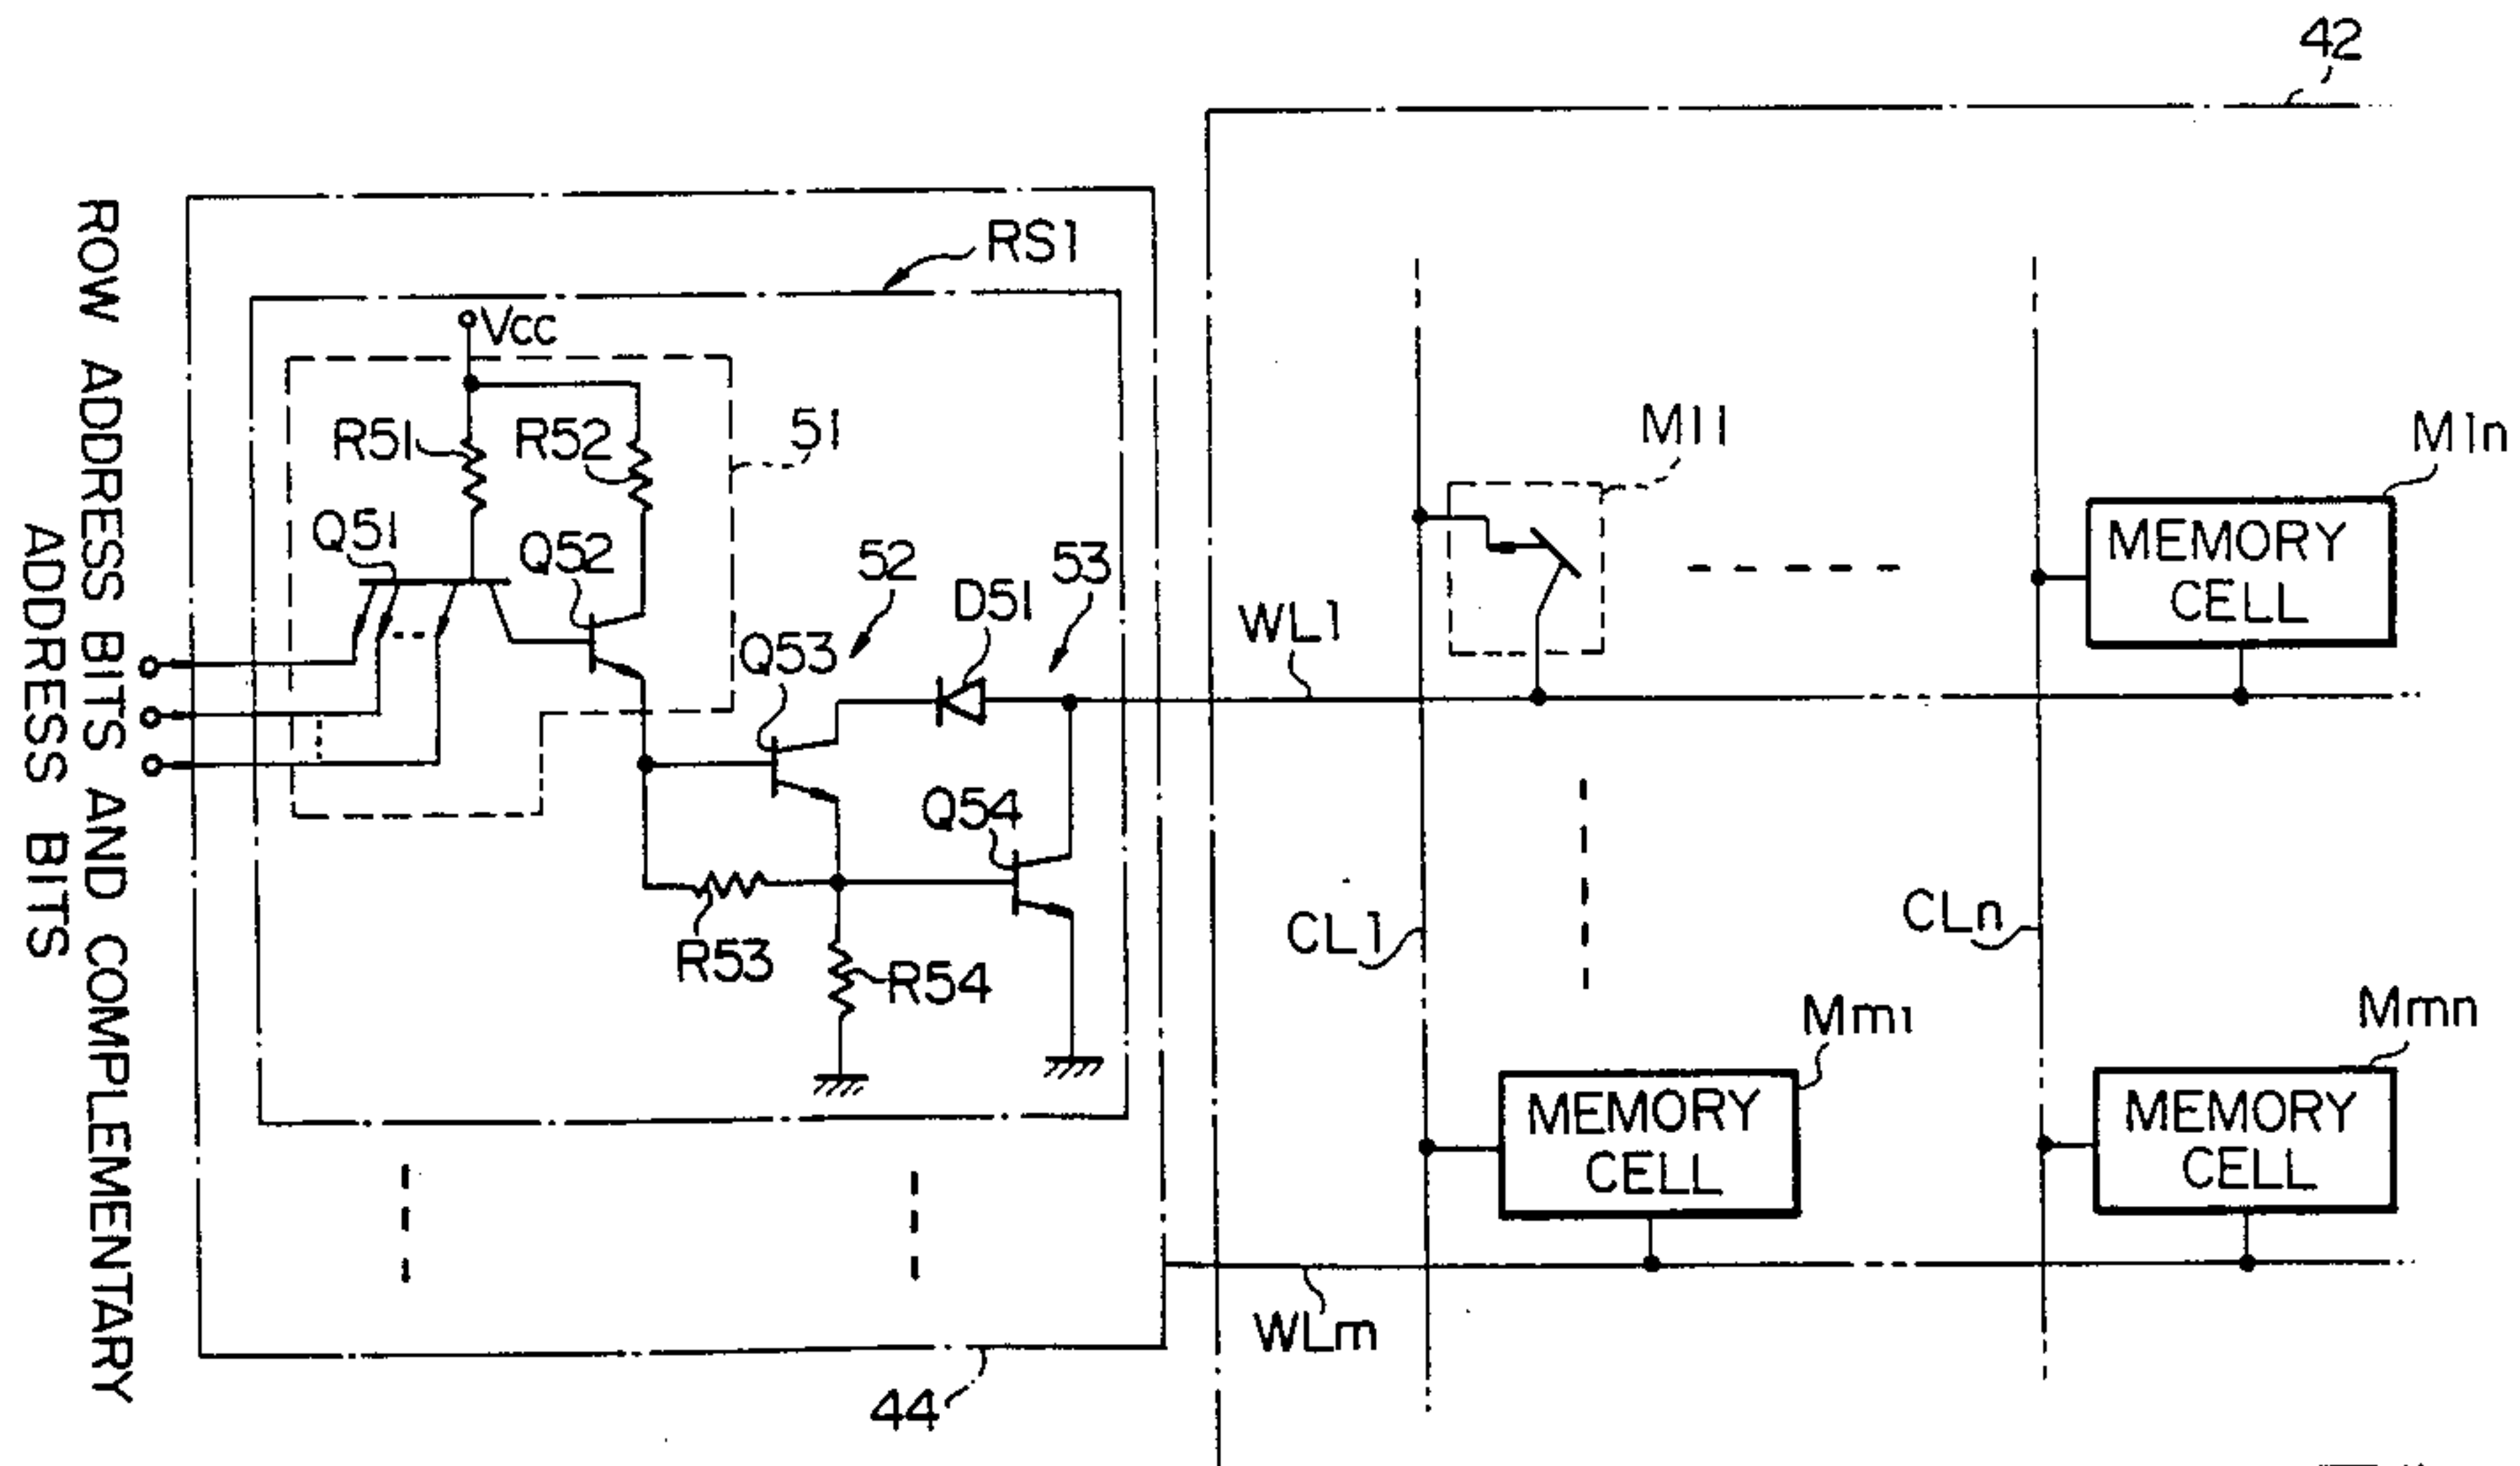 42
ROW ADDRESS BITS AND COMPLEMENTARY
ADDRESS BITS
RS1
Vcc
R51
R52
51
Q51
Q52
52
D51
53
Q53
Q54
R53
R54
44
WL1
M11
M1n
MEMORY
CELL
CL1
CLn
Mm1
MEMORY
CELL
Mmn
MEMORY
CELL
WLm